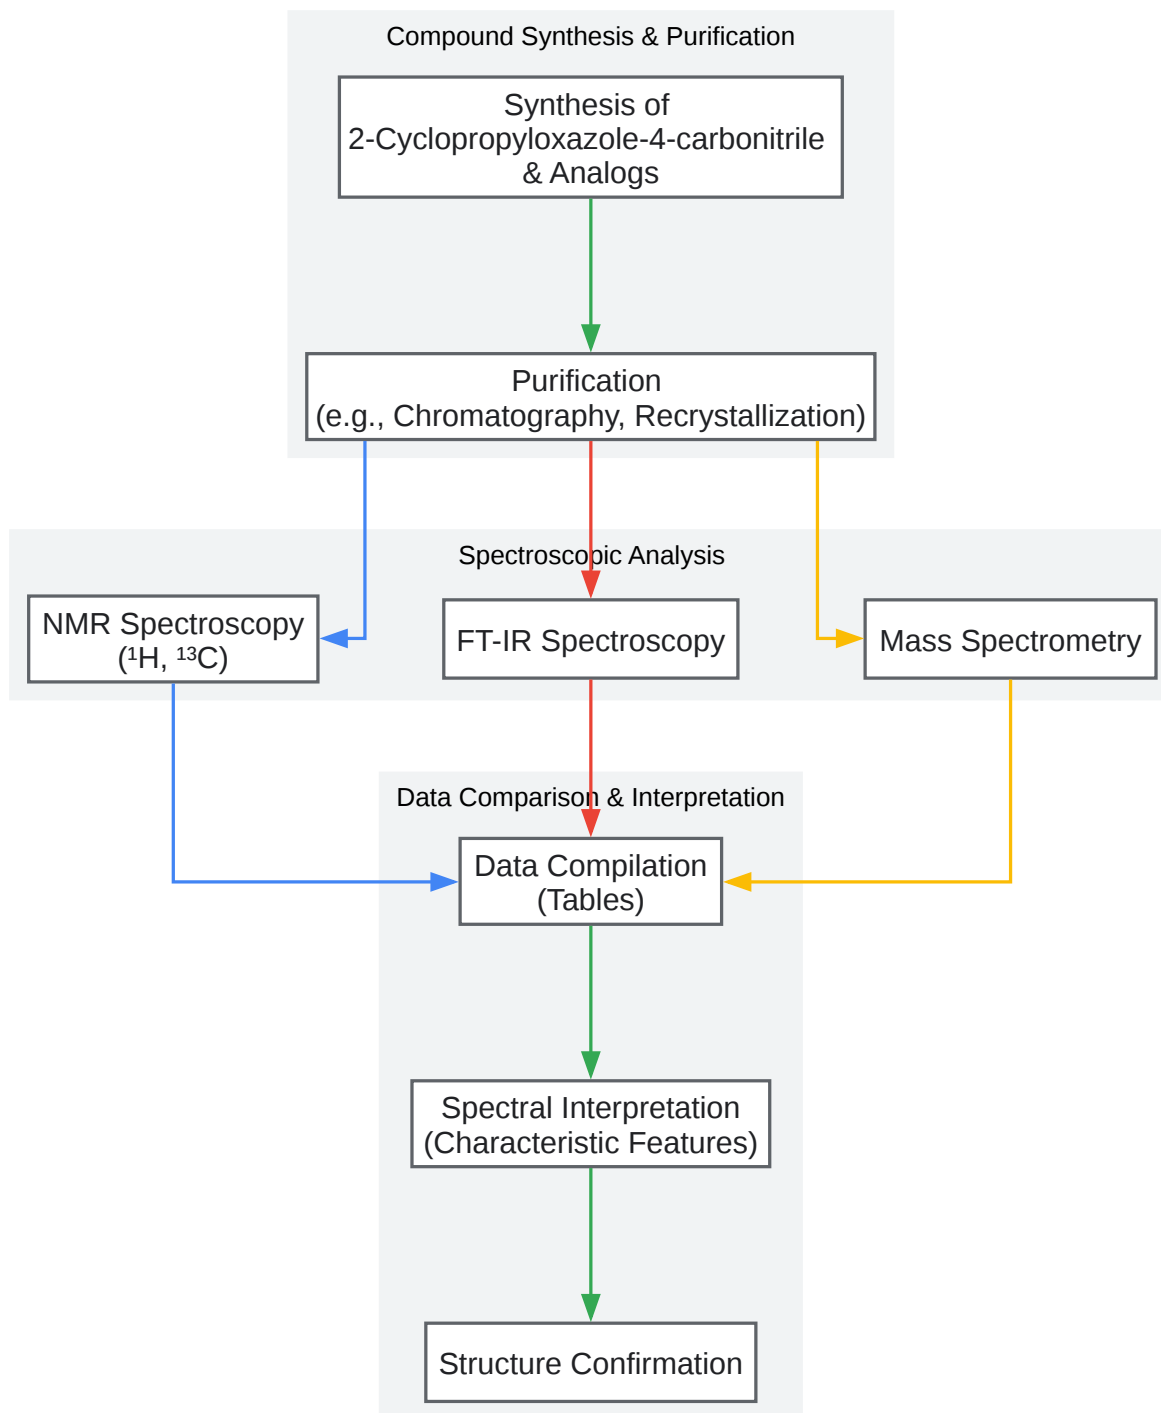 Compound Synthesis & Purification
Synthesis of
2-Cyclopropyloxazole-4-carbonitrile
& Analogs
Purification
(e.g., Chromatography, Recrystallization)
Spectroscopic Analysis
NMR Spectroscopy
(¹H, ¹³C)
FT-IR Spectroscopy
Mass Spectrometry
Data Comparison & Interpretation
Data Compilation
(Tables)
Spectral Interpretation
(Characteristic Features)
Structure Confirmation